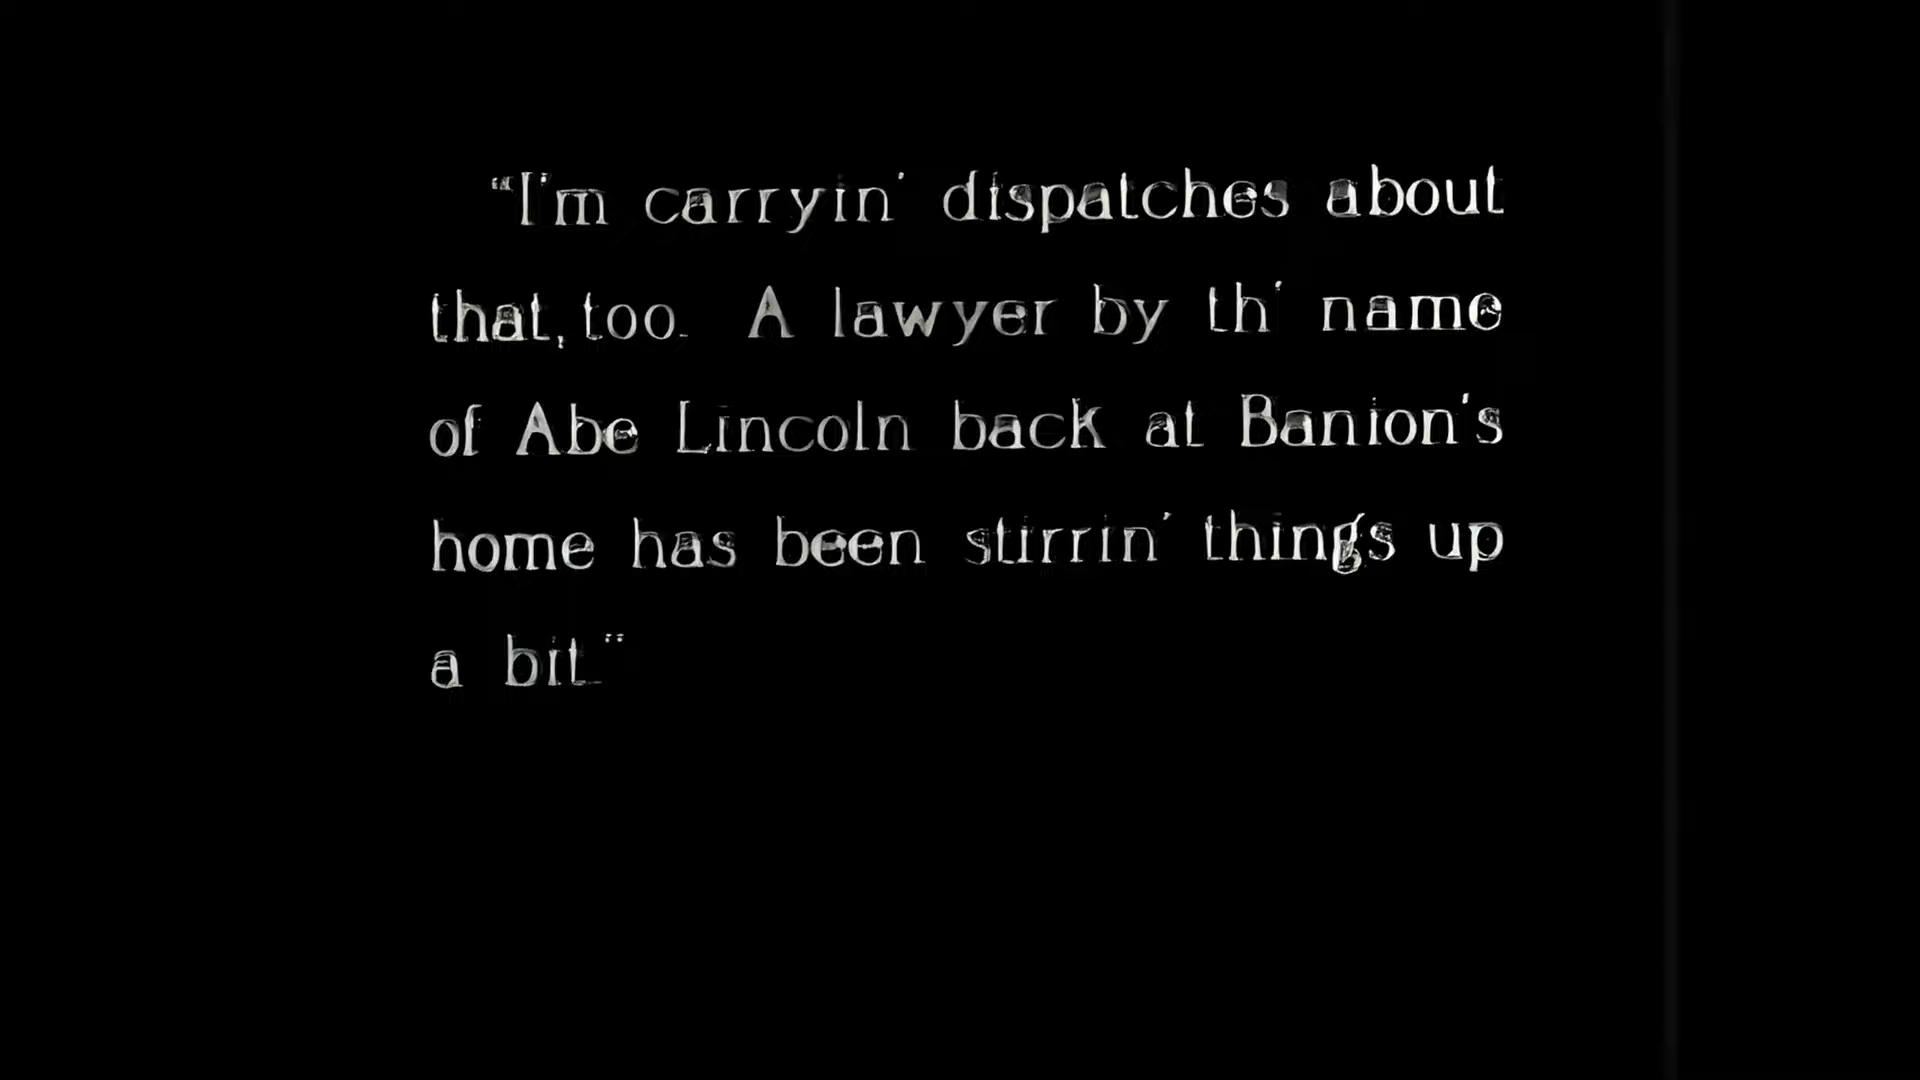 “I'm carryin' dispatches about
that, too. A lawyer by th' name
of Abe Lincoln back at Banion's
home has been stirrin' things up
a bit.”